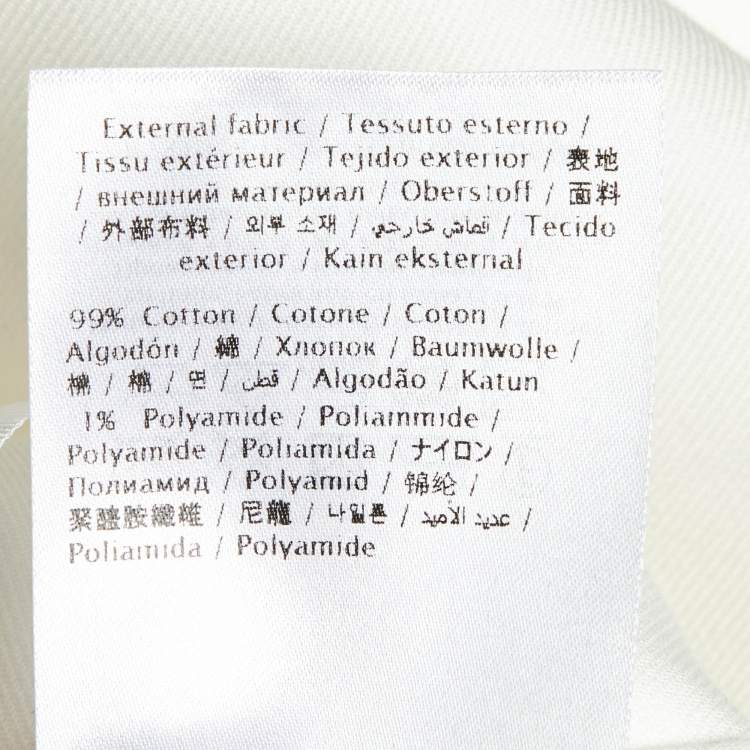 External fabric / Tessuto esterno /
Tissu extérieur / Tejido exterior / 表地
/ внешний материал / Oberstoff / 面料
/ 外部布料 / 외부 소재 / قماش خارجي / Tecido
exterior / Kain eksternal
99% Cotton / Cotone / Coton /
Algodón / 綿 / Хлопок / Baumwolle /
棉 / 棉 / 면 / قطن / Algodão / Katun
1% Polyamide / Poliammide /
Polyamide / Poliamida / ナイロン /
Полиамид / Polyamid / 锦纶 /
聚醯胺纖維 / 尼龍 / 나일론 / عديد الأميد /
Poliamida / Polyamide